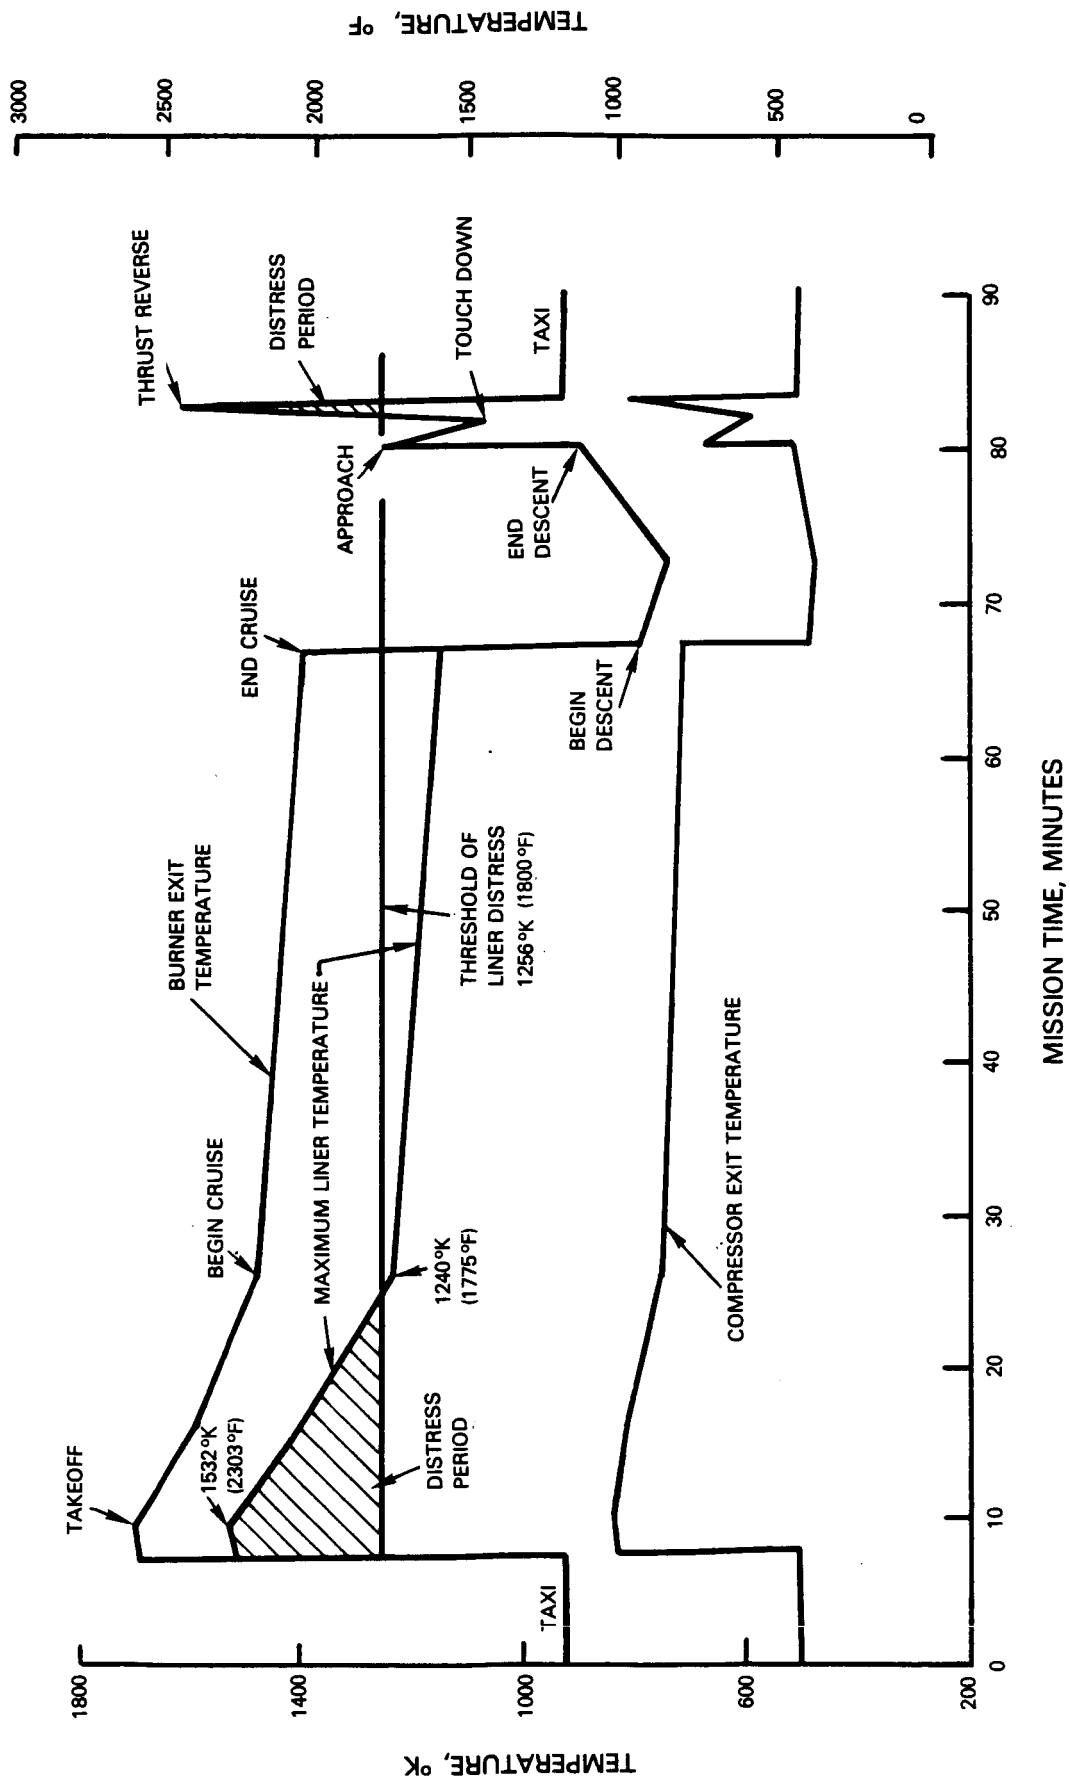 TEMPERATURE, °K
1800
1400
1000
600
200
TEMPERATURE, °F
3000
2500
2000
1500
1000
500
0
TAKEOFF
1532°K
(2303°F)
BEGIN CRUISE
BURNER EXIT
TEMPERATURE
END CRUISE
THRUST REVERSE
DISTRESS
PERIOD
MAXIMUM LINER TEMPERATURE
APPROACH
TOUCH DOWN
TAXI
DISTRESS
PERIOD
1240°K
(1775°F)
THRESHOLD OF
LINER DISTRESS
1256°K (1800°F)
END
DESCENT
BEGIN
DESCENT
TAXI
COMPRESSOR EXIT TEMPERATURE
0
10
20
30
40
50
60
70
80
90
MISSION TIME, MINUTES